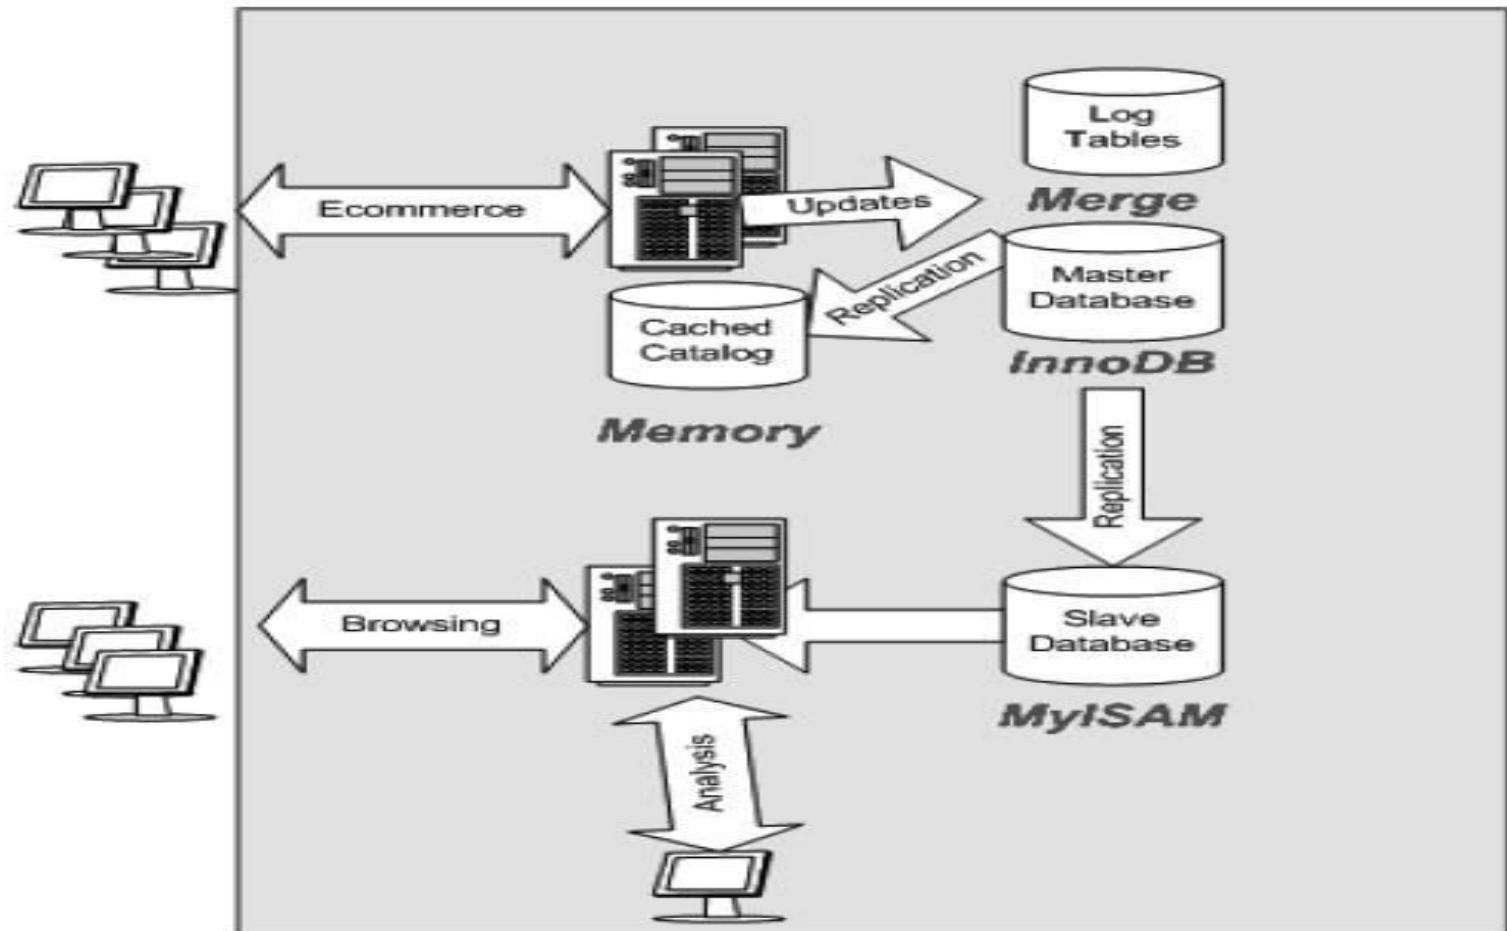 Log
Tables
Merge
Ecommerce
Updates
Replication
Master
Database
InnoDB
Cached
Catalog
Memory
Replication
Browsing
Slave
Database
MyISAM
Analysis